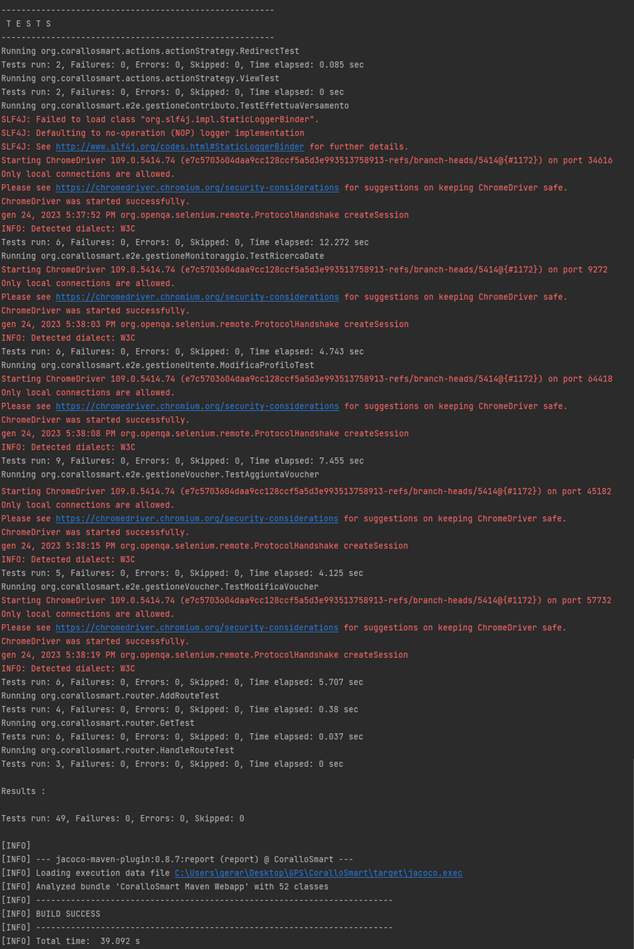 -------------------------------------------------------
 T E S T S
-------------------------------------------------------
Running org.corallosmart.actions.actionStrategy.RedirectTest
Tests run: 2, Failures: 0, Errors: 0, Skipped: 0, Time elapsed: 0.085 sec
Running org.corallosmart.actions.actionStrategy.ViewTest
Tests run: 2, Failures: 0, Errors: 0, Skipped: 0, Time elapsed: 0 sec
Running org.corallosmart.e2e.gestioneContributo.TestEffettuaVersamento
SLF4J: Failed to load class "org.slf4j.impl.StaticLoggerBinder".
SLF4J: Defaulting to no-operation (NOP) logger implementation
SLF4J: See http://www.slf4j.org/codes.html#StaticLoggerBinder for further details.
Starting ChromeDriver 109.0.5414.74 (e7c5703604daa9cc128ccf5a5d3e993513758913-refs/branch-heads/5414@{#1172}) on port 34616
Only local connections are allowed.
Please see https://chromedriver.chromium.org/security-considerations for suggestions on keeping ChromeDriver safe.
ChromeDriver was started successfully.
gen 24, 2023 5:37:52 PM org.openqa.selenium.remote.ProtocolHandshake createSession
INFO: Detected dialect: W3C
Tests run: 6, Failures: 0, Errors: 0, Skipped: 0, Time elapsed: 12.272 sec
Running org.corallosmart.e2e.gestioneMonitoraggio.TestRicercaDate
Starting ChromeDriver 109.0.5414.74 (e7c5703604daa9cc128ccf5a5d3e993513758913-refs/branch-heads/5414@{#1172}) on port 9272
Only local connections are allowed.
Please see https://chromedriver.chromium.org/security-considerations for suggestions on keeping ChromeDriver safe.
ChromeDriver was started successfully.
gen 24, 2023 5:38:03 PM org.openqa.selenium.remote.ProtocolHandshake createSession
INFO: Detected dialect: W3C
Tests run: 6, Failures: 0, Errors: 0, Skipped: 0, Time elapsed: 4.743 sec
Running org.corallosmart.e2e.gestioneUtente.ModificaProfiloTest
Starting ChromeDriver 109.0.5414.74 (e7c5703604daa9cc128ccf5a5d3e993513758913-refs/branch-heads/5414@{#1172}) on port 64418
Only local connections are allowed.
Please see https://chromedriver.chromium.org/security-considerations for suggestions on keeping ChromeDriver safe.
ChromeDriver was started successfully.
gen 24, 2023 5:38:08 PM org.openqa.selenium.remote.ProtocolHandshake createSession
INFO: Detected dialect: W3C
Tests run: 9, Failures: 0, Errors: 0, Skipped: 0, Time elapsed: 7.455 sec
Running org.corallosmart.e2e.gestioneVoucher.TestAggiuntaVoucher
Starting ChromeDriver 109.0.5414.74 (e7c5703604daa9cc128ccf5a5d3e993513758913-refs/branch-heads/5414@{#1172}) on port 45182
Only local connections are allowed.
Please see https://chromedriver.chromium.org/security-considerations for suggestions on keeping ChromeDriver safe.
ChromeDriver was started successfully.
gen 24, 2023 5:38:15 PM org.openqa.selenium.remote.ProtocolHandshake createSession
INFO: Detected dialect: W3C
Tests run: 5, Failures: 0, Errors: 0, Skipped: 0, Time elapsed: 4.125 sec
Running org.corallosmart.e2e.gestioneVoucher.TestModificaVoucher
Starting ChromeDriver 109.0.5414.74 (e7c5703604daa9cc128ccf5a5d3e993513758913-refs/branch-heads/5414@{#1172}) on port 57732
Only local connections are allowed.
Please see https://chromedriver.chromium.org/security-considerations for suggestions on keeping ChromeDriver safe.
ChromeDriver was started successfully.
gen 24, 2023 5:38:19 PM org.openqa.selenium.remote.ProtocolHandshake createSession
INFO: Detected dialect: W3C
Tests run: 6, Failures: 0, Errors: 0, Skipped: 0, Time elapsed: 5.707 sec
Running org.corallosmart.router.AddRouteTest
Tests run: 4, Failures: 0, Errors: 0, Skipped: 0, Time elapsed: 0.38 sec
Running org.corallosmart.router.GetTest
Tests run: 6, Failures: 0, Errors: 0, Skipped: 0, Time elapsed: 0.037 sec
Running org.corallosmart.router.HandleRouteTest
Tests run: 3, Failures: 0, Errors: 0, Skipped: 0, Time elapsed: 0 sec

Results :

Tests run: 49, Failures: 0, Errors: 0, Skipped: 0

[INFO]
[INFO] --- jacoco-maven-plugin:0.8.7:report (report) @ CoralloSmart ---
[INFO] Loading execution data file C:\Users\gerar\Desktop\GPS\CoralloSmart\target\jacoco.exec
[INFO] Analyzed bundle 'CoralloSmart Maven Webapp' with 52 classes
[INFO] ------------------------------------------------------------------------
[INFO] BUILD SUCCESS
[INFO] ------------------------------------------------------------------------
[INFO] Total time:  39.092 s